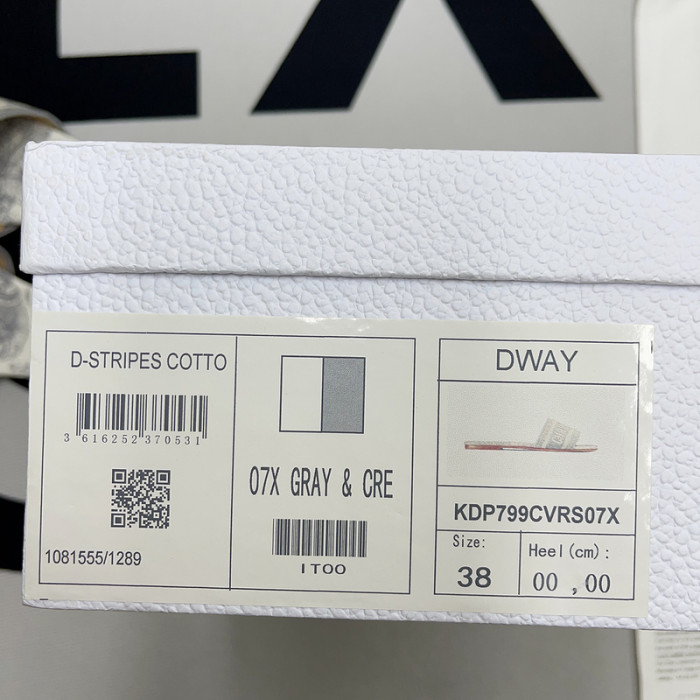 D-STRIPES COTTO
3 616252 370531
1081555/1289
07X GRAY & CRE
IT00
DWAY
KDP799CVRS07X
Size:
38
Heel(cm):
00 ,00